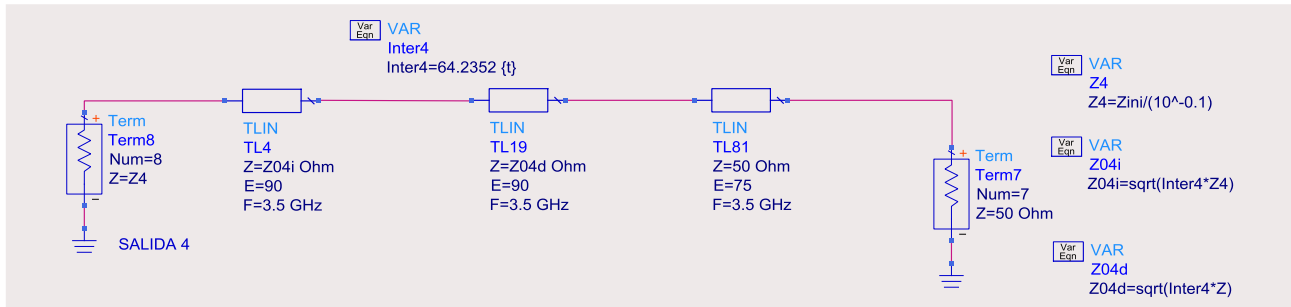 Var
Eqn
VAR
Inter4
Inter4=64.2352 {t}
+
Term
Term8
Num=8
Z=Z4
−
SALIDA 4
TLIN
TL4
Z=Z04i Ohm
E=90
F=3.5 GHz
TLIN
TL19
Z=Z04d Ohm
E=90
F=3.5 GHz
TLIN
TL81
Z=50 Ohm
E=75
F=3.5 GHz
+
Term
Term7
Num=7
Z=50 Ohm
−
Var
Eqn
VAR
Z4
Z4=Zini/(10^-0.1)
Var
Eqn
VAR
Z04i
Z04i=sqrt(Inter4*Z4)
Var
Eqn
VAR
Z04d
Z04d=sqrt(Inter4*Z)